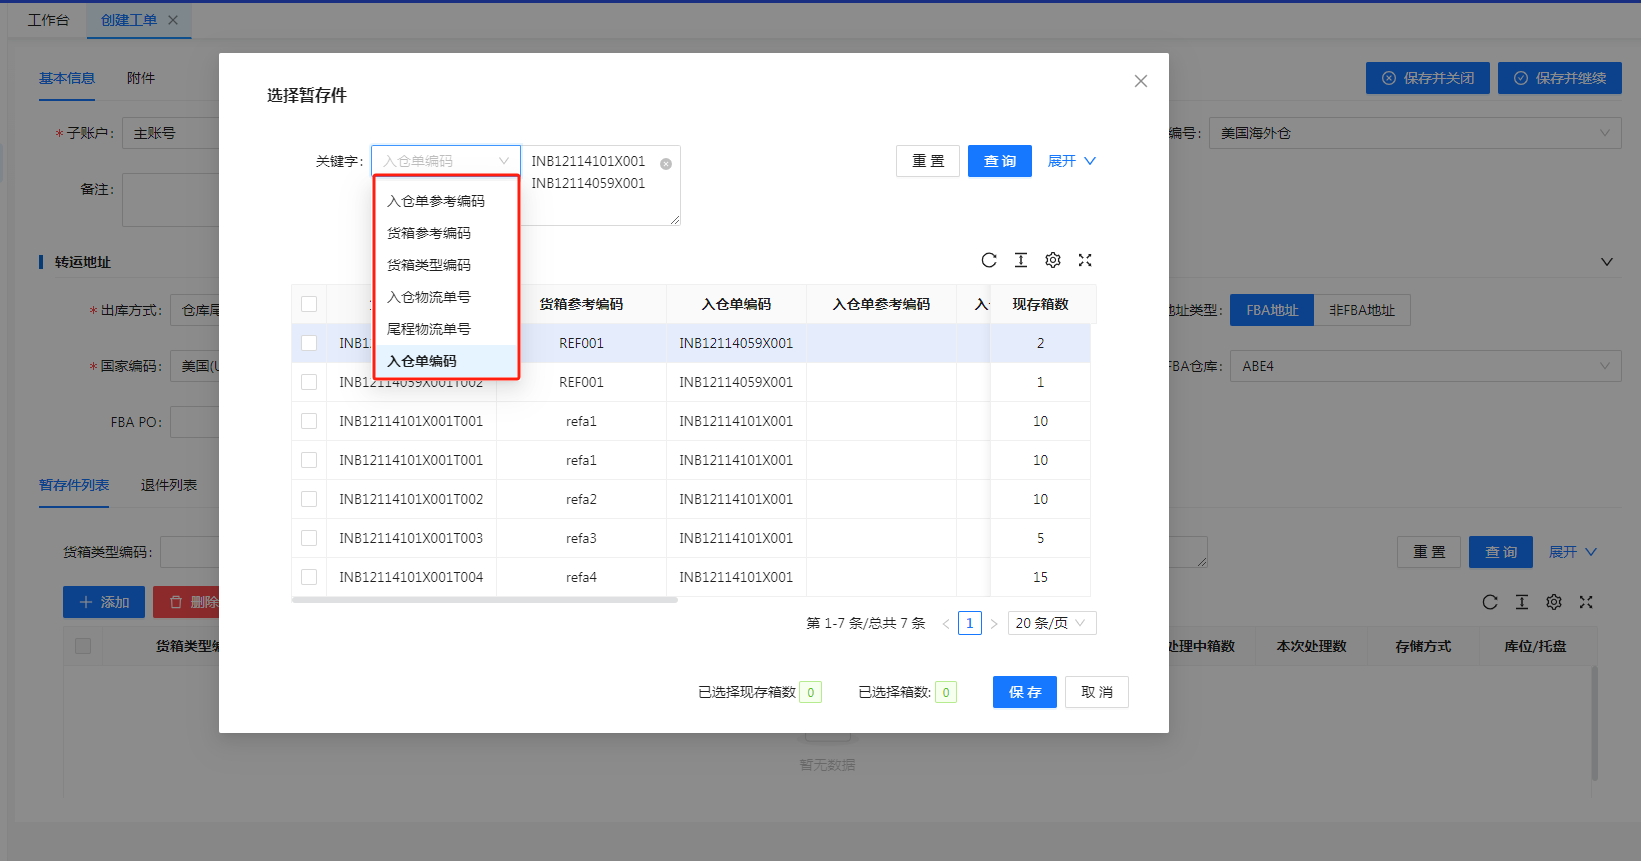 工作台
创建工单
基本信息
附件
保存并关闭
保存并继续
*子账户:
主账号
编号:
美国海外仓
备注:
转运地址
*出库方式:
仓库尾
地址类型:
FBA地址
非FBA地址
*国家编码:
美国(U
FBA仓库:
ABE4
FBA PO:
暂存件列表
退件列表
货箱类型编码:
重 置
查 询
展开
添加
删除
货箱类型编
处理中箱数
本次处理数
存储方式
库位/托盘
暂无数据
选择暂存件
关键字:
入仓单编码
INB12114101X001
INB12114059X001
重 置
查 询
展开
入仓单参考编码
货箱参考编码
货箱类型编码
入仓物流单号
尾程物流单号
入仓单编码
货箱参考编码
入仓单编码
入仓单参考编码
入
现存箱数
INB1
REF001
INB12114059X001
2
INB12114059X001T002
REF001
INB12114059X001
1
INB12114101X001T001
refa1
INB12114101X001
10
INB12114101X001T001
refa1
INB12114101X001
10
INB12114101X001T002
refa2
INB12114101X001
10
INB12114101X001T003
refa3
INB12114101X001
5
INB12114101X001T004
refa4
INB12114101X001
15
第 1-7 条/总共 7 条
1
20 条/页
已选择现存箱数
0
已选择箱数:
0
保 存
取 消